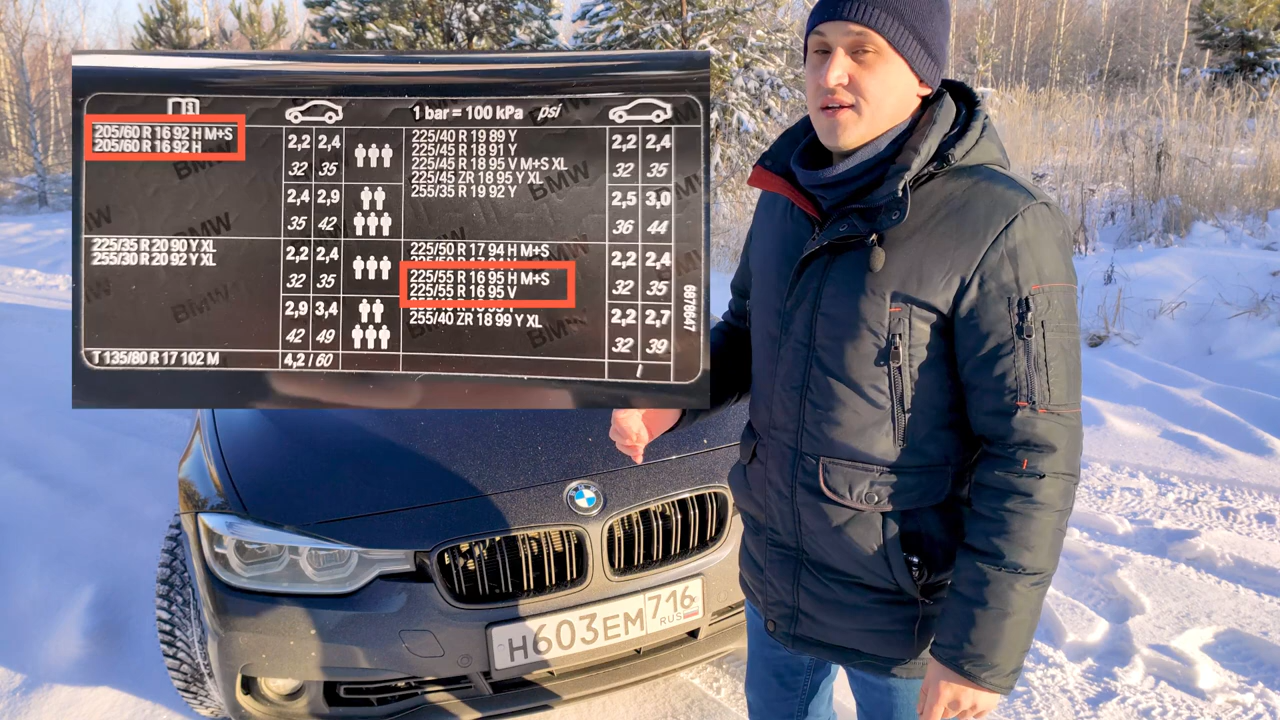 1 bar = 100 kPa psi
205/60 R 16 92 H M+S
205/60 R 16 92 H
2,2 2,4
32 35
2,4 2,9
35 42
225/40 R 19 89 Y
225/45 R 18 91 Y
225/45 R 18 95 V M+S XL
225/45 ZR 18 95 Y XL
255/35 R 19 92 Y
2,2 2,4
32 35
2,5 3,0
36 44
225/35 R 20 90 Y XL
255/30 R 20 92 Y XL
2,2 2,4
32 35
2,9 3,4
42 49
225/50 R 17 94 H M+S
225/55 R 16 95 H M+S
225/55 R 16 95 V
255/40 ZR 18 99 Y XL
2,2 2,4
32 35
2,2 2,7
32 39
T 135/80 R 17 102 M
4,2 / 60
/
6878647
BMW
BMW
BMW
BMW
BMW
BMW
BMW
H603EM 716
RUS